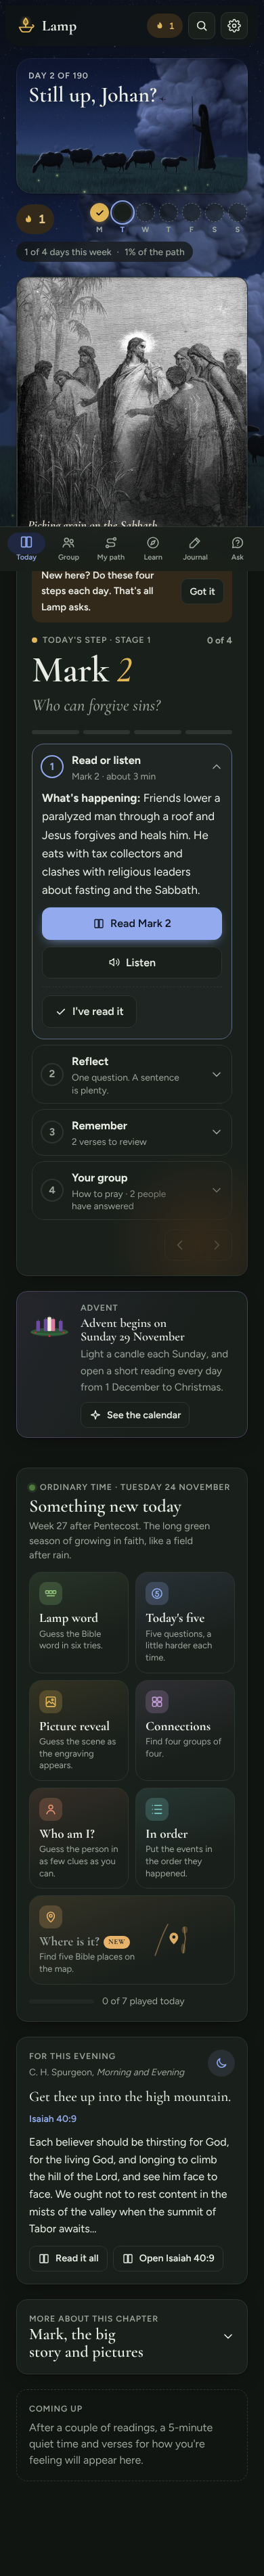 Lamp
1
DAY 2 OF 190
Still up, Johan?
1
M T W T F S S
1 of 4 days this week · 1% of the path
Picking grain on the Sabbath
Today
Group
My path
Learn
Journal
Ask
New here? Do these four
steps each day. That's all
Lamp asks.
Got it
TODAY'S STEP · STAGE 1
0 of 4
Mark 2
Who can forgive sins?
1
Read or listen
Mark 2 · about 3 min
What's happening: Friends lower a
paralyzed man through a roof and
Jesus forgives and heals him. He
eats with tax collectors and
clashes with religious leaders
about fasting and the Sabbath.
Read Mark 2
Listen
I've read it
2
Reflect
One question. A sentence
is plenty.
3
Remember
2 verses to review
4
Your group
How to pray · 2 people
have answered
ADVENT
Advent begins on
Sunday 29 November
Light a candle each Sunday, and
open a short reading every day
from 1 December to Christmas.
See the calendar
ORDINARY TIME · TUESDAY 24 NOVEMBER
Something new today
Week 27 after Pentecost. The long green
season of growing in faith, like a field
after rain.
Lamp word
Guess the Bible
word in six tries.
Today's five
Five questions, a
little harder each
time.
Picture reveal
Guess the scene as
the engraving
appears.
Connections
Find four groups of
four.
Who am I?
Guess the person in
as few clues as you
can.
In order
Put the events in
the order they
happened.
Where is it? NEW
Find five Bible places on
the map.
0 of 7 played today
FOR THIS EVENING
C. H. Spurgeon, Morning and Evening
Get thee up into the high mountain.
Isaiah 40:9
Each believer should be thirsting for God,
for the living God, and longing to climb
the hill of the Lord, and see him face to
face. We ought not to rest content in the
mists of the valley when the summit of
Tabor awaits...
Read it all
Open Isaiah 40:9
MORE ABOUT THIS CHAPTER
Mark, the big
story and pictures
COMING UP
After a couple of readings, a 5-minute
quiet time and verses for how you're
feeling will appear here.